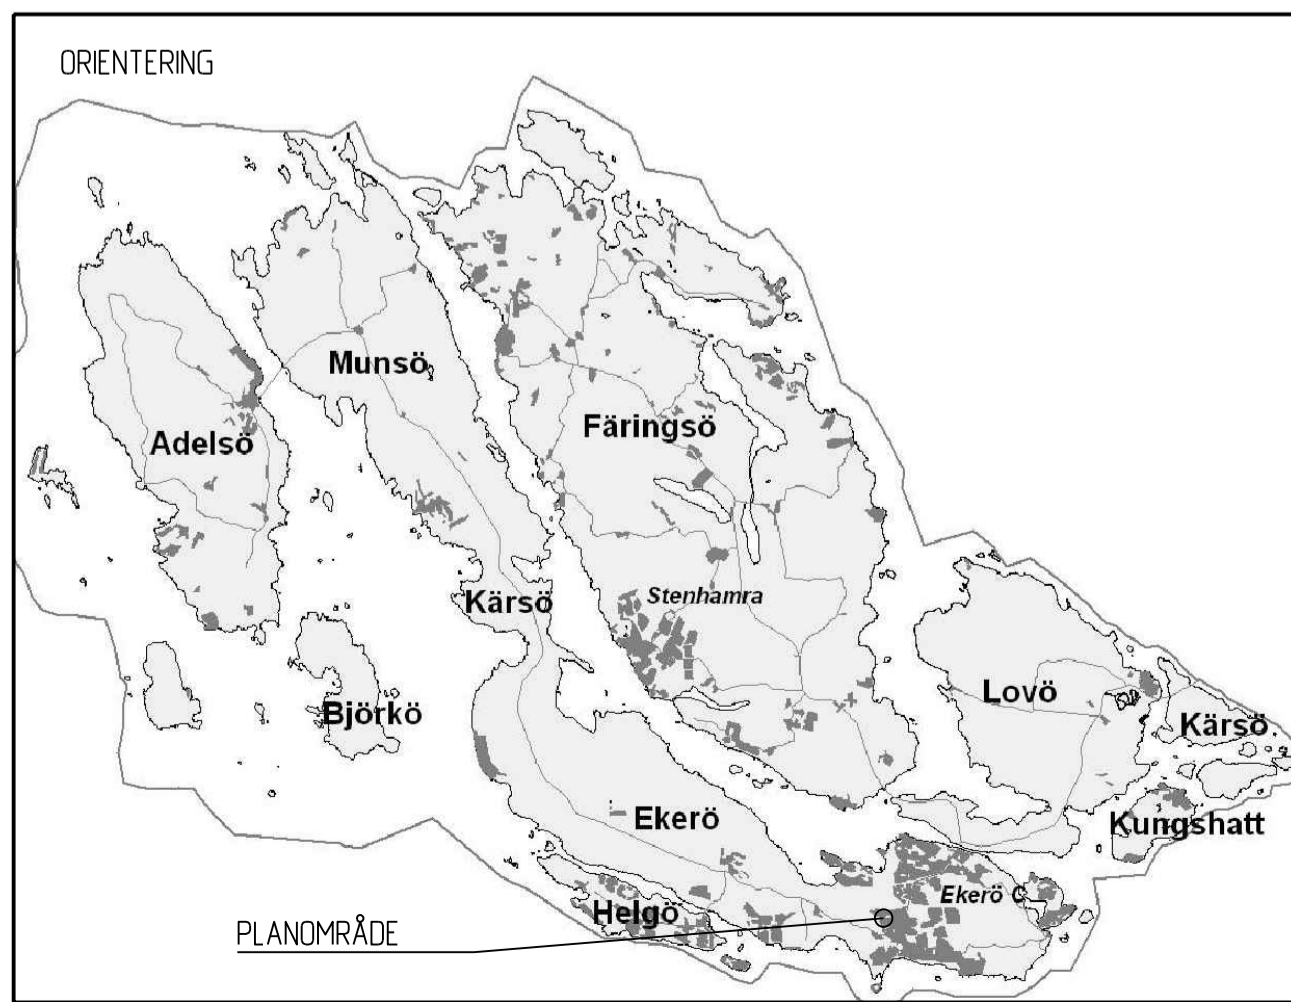 ORIENTERING
Munsö
Färingsö
Adelsö
Stenhamra
Kärsö
Lovö
Björkö
Kärsö
Ekerö
Kungshatt
Ekerö C
Helgö
PLANOMRÅDE